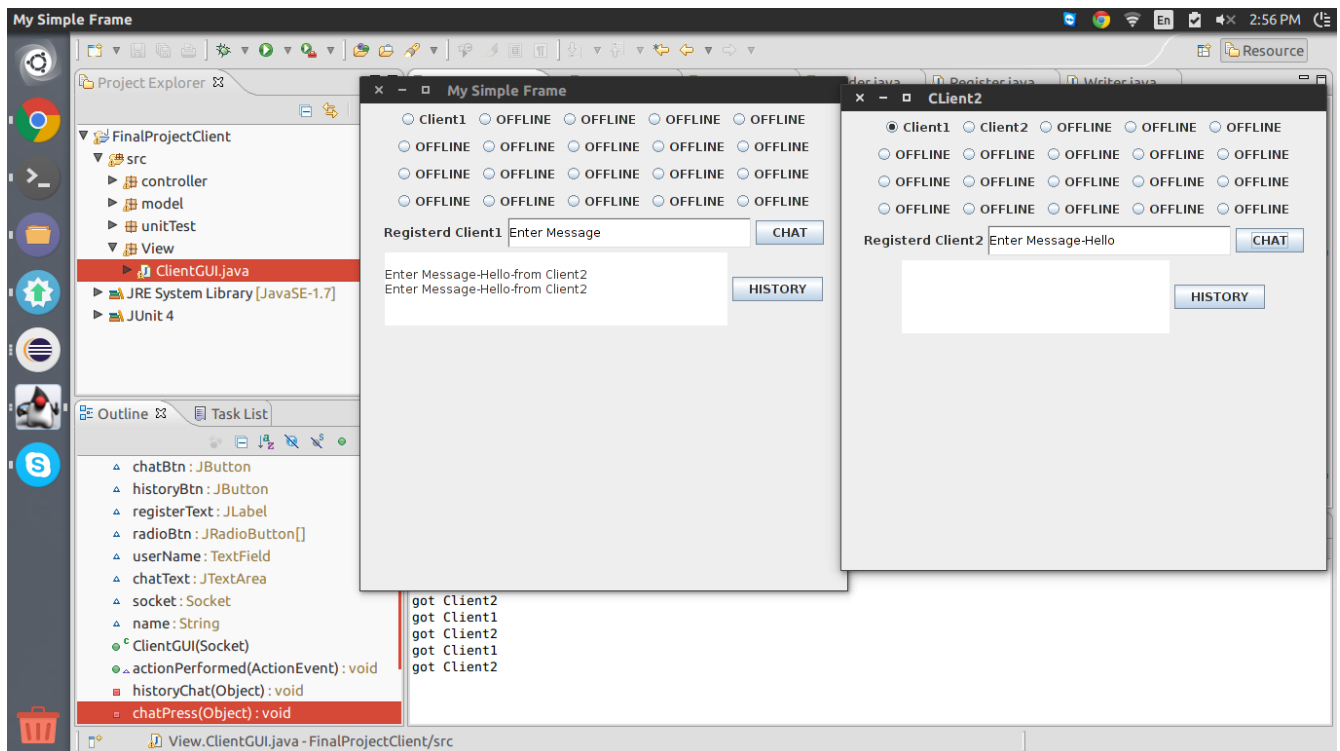 My Simple Frame
En
2:56 PM
Resource
Project Explorer
Register.java
Writer.java
FinalProjectClient
src
controller
model
unitTest
View
ClientGUI.java
JRE System Library [JavaSE-1.7]
JUnit 4
Outline
Task List
chatBtn : JButton
historyBtn : JButton
registerText : JLabel
radioBtn : JRadioButton[]
userName : TextField
chatText : JTextArea
socket : Socket
name : String
ClientGUI(Socket)
actionPerformed(ActionEvent) : void
historyChat(Object) : void
chatPress(Object) : void
My Simple Frame
Client1 OFFLINE OFFLINE OFFLINE OFFLINE
OFFLINE OFFLINE OFFLINE OFFLINE OFFLINE
OFFLINE OFFLINE OFFLINE OFFLINE OFFLINE
OFFLINE OFFLINE OFFLINE OFFLINE OFFLINE
Registerd Client1 Enter Message CHAT
Enter Message-Hello-from Client2
Enter Message-Hello-from Client2
HISTORY
CLient2
Client1 Client2 OFFLINE OFFLINE OFFLINE
OFFLINE OFFLINE OFFLINE OFFLINE OFFLINE
OFFLINE OFFLINE OFFLINE OFFLINE OFFLINE
OFFLINE OFFLINE OFFLINE OFFLINE OFFLINE
Registerd Client2 Enter Message-Hello CHAT
HISTORY
got Client2
got Client1
got Client2
got Client1
got Client2
View.ClientGUI.java - FinalProjectClient/src